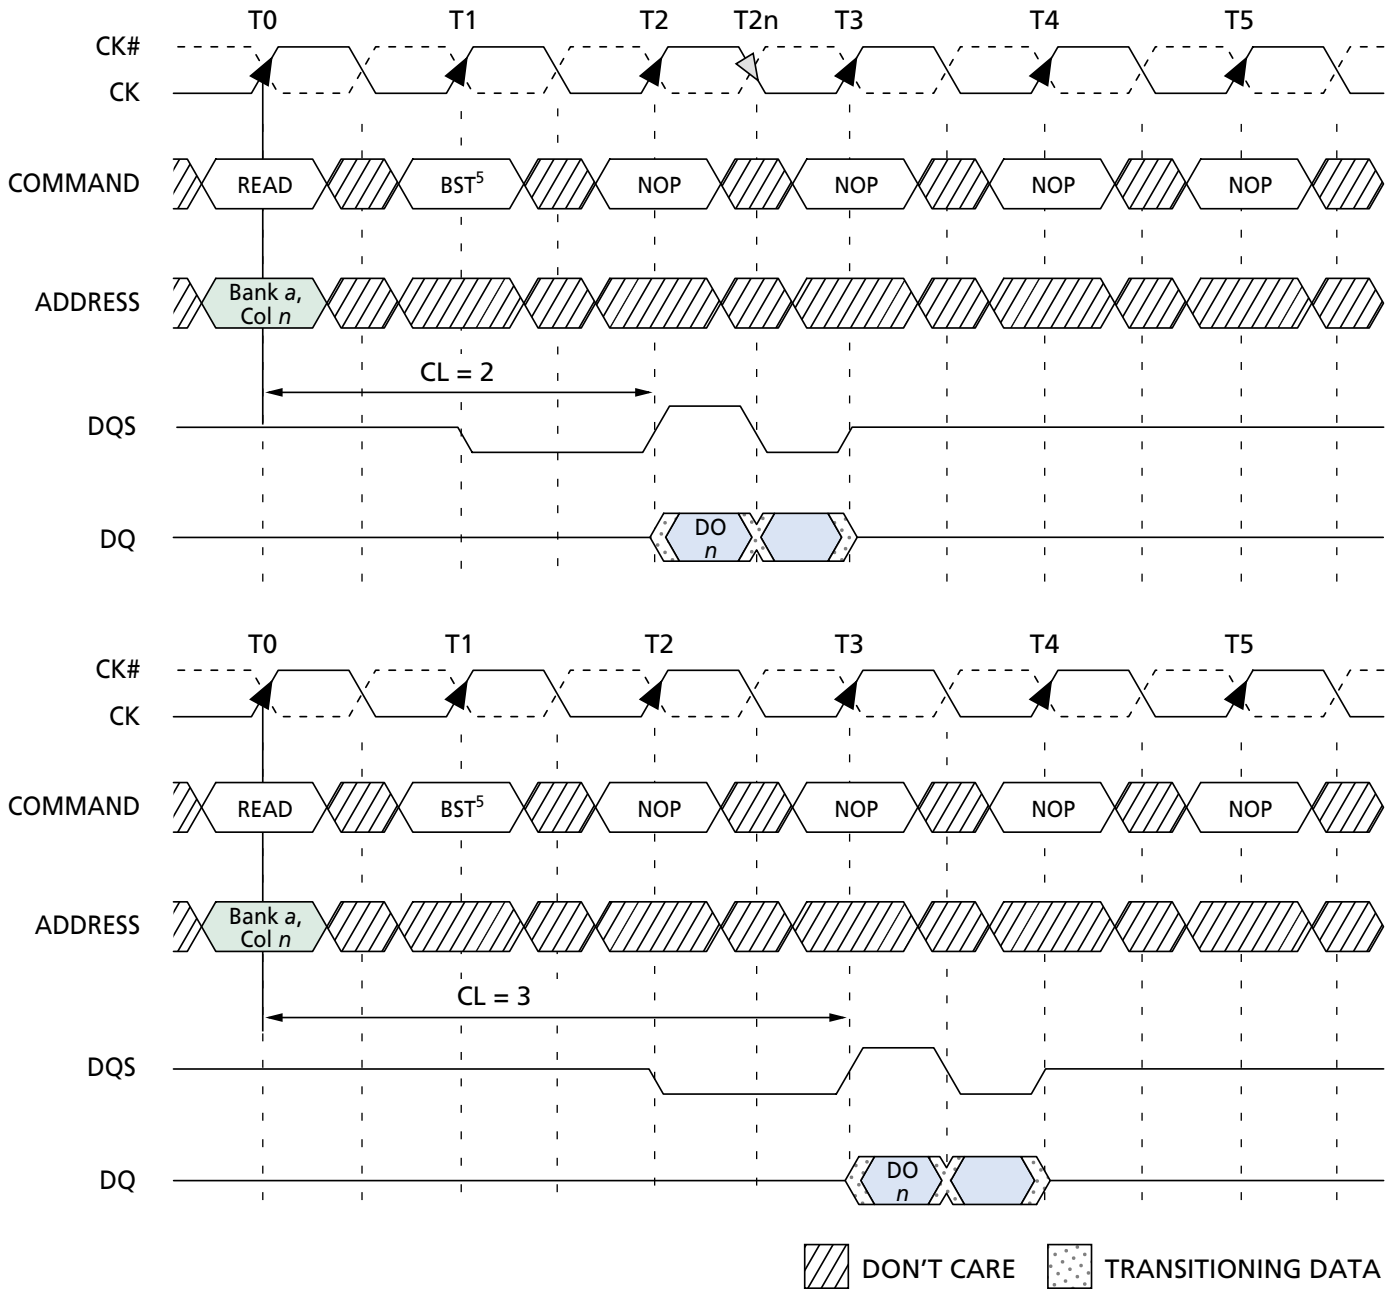 T0 T1 T2 T2n T3 T4 T5
CK#
CK
COMMAND READ BST5 NOP NOP NOP NOP
ADDRESS Bank a,
Col n
CL = 2
DQS
DQ DO
n
T0 T1 T2 T3 T4 T5
CK#
CK
COMMAND READ BST5 NOP NOP NOP NOP
ADDRESS Bank a,
Col n
CL = 3
DQS
DQ DO
n
DON'T CARE TRANSITIONING DATA